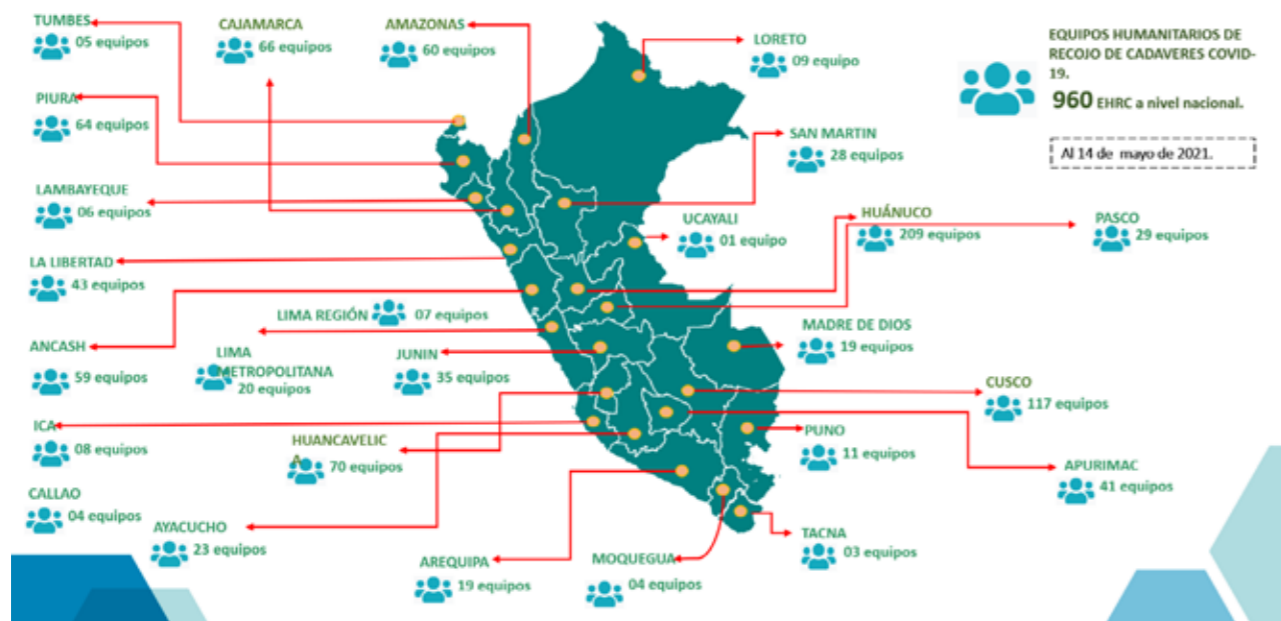 TUMBES
05 equipos
CAJAMARCA
66 equipos
AMAZONAS
60 equipos
LORETO
09 equipo
EQUIPOS HUMANITARIOS DE
RECOJO DE CADAVERES COVID-
19.
960 EHRC a nivel nacional.
Al 14 de mayo de 2021.
PIURA
64 equipos
SAN MARTIN
28 equipos
LAMBAYEQUE
06 equipos
UCAYALI
01 equipo
HUÁNUCO
209 equipos
PASCO
29 equipos
LA LIBERTAD
43 equipos
LIMA REGIÓN
07 equipos
MADRE DE DIOS
19 equipos
ANCASH
59 equipos
LIMA
METROPOLITANA
20 equipos
JUNIN
35 equipos
CUSCO
117 equipos
ICA
08 equipos
HUANCAVELIC
A
70 equipos
PUNO
11 equipos
APURIMAC
41 equipos
CALLAO
04 equipos
AYACUCHO
23 equipos
AREQUIPA
19 equipos
MOQUEGUA
04 equipos
TACNA
03 equipos